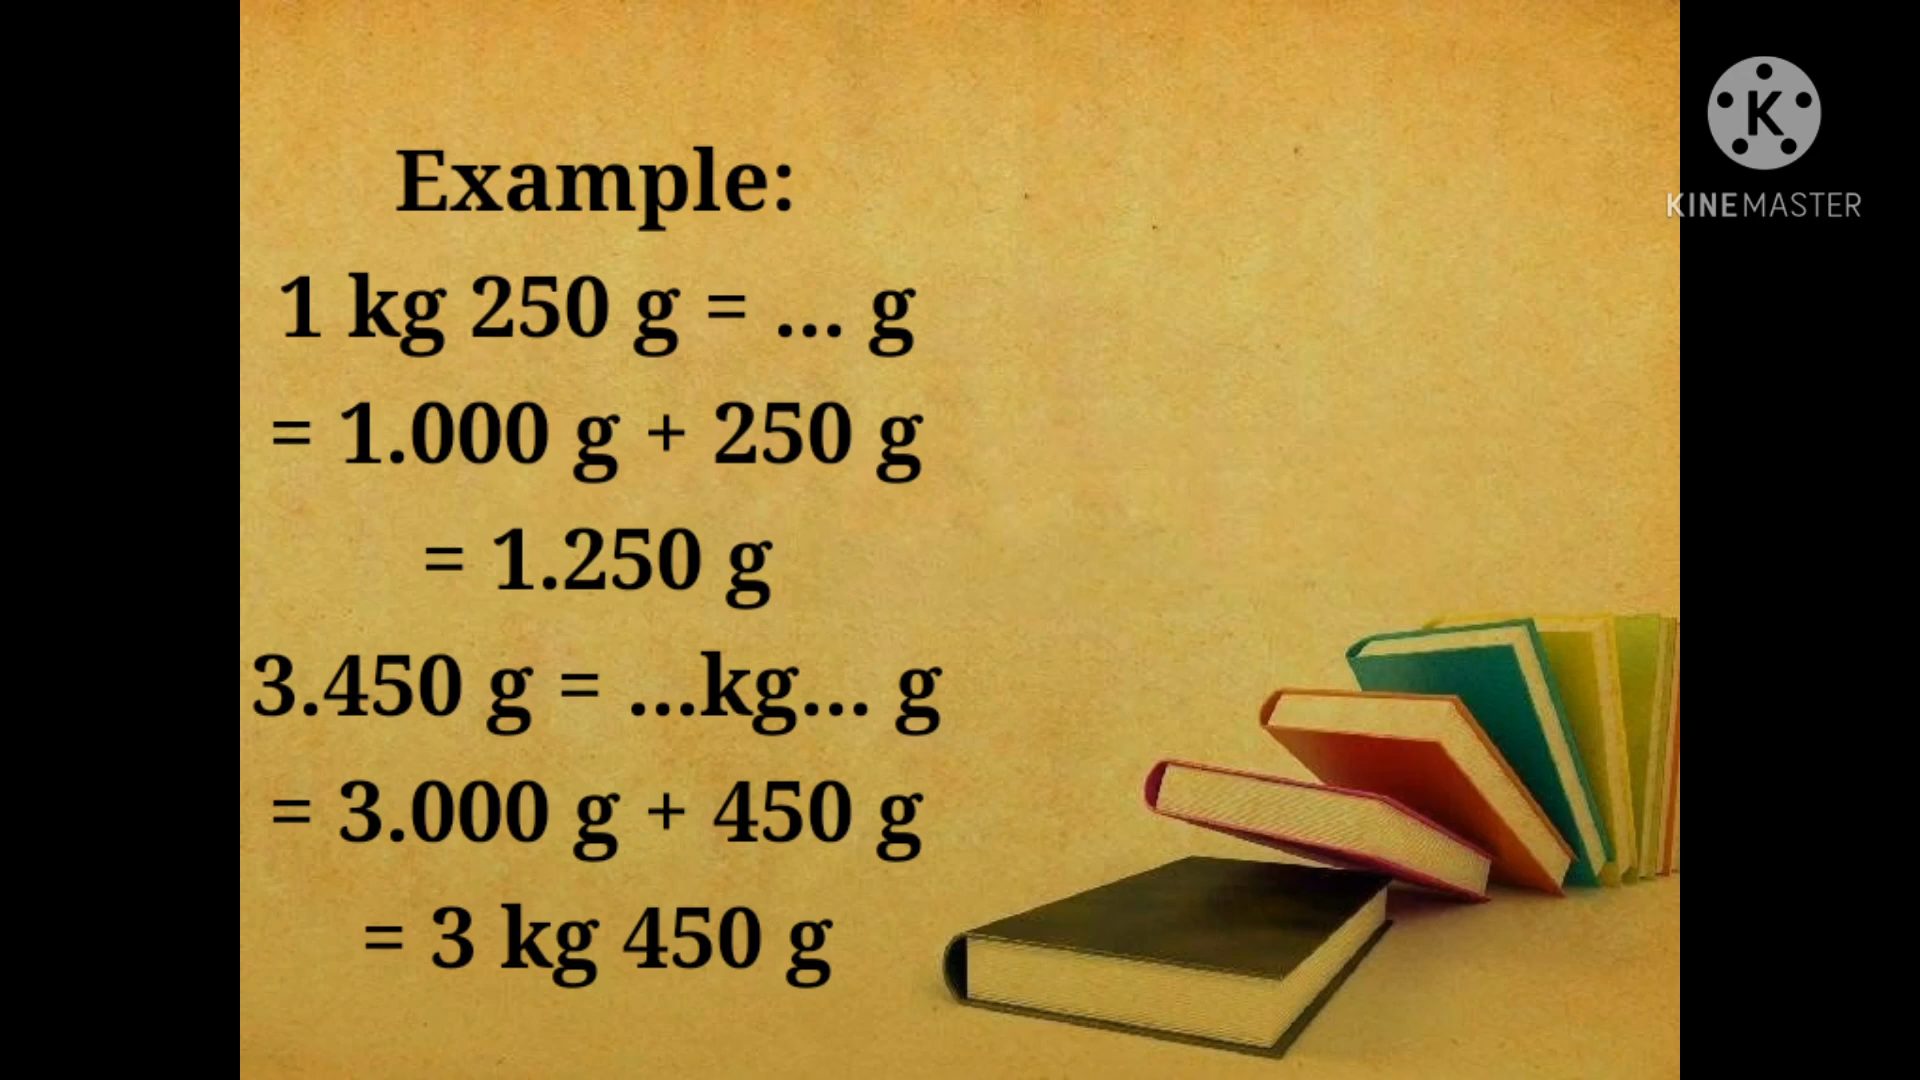 Example:
1 kg 250 g = ... g
= 1.000 g + 250 g
= 1.250 g
3.450 g = ...kg... g
= 3.000 g + 450 g
= 3 kg 450 g
K
KINEMASTER